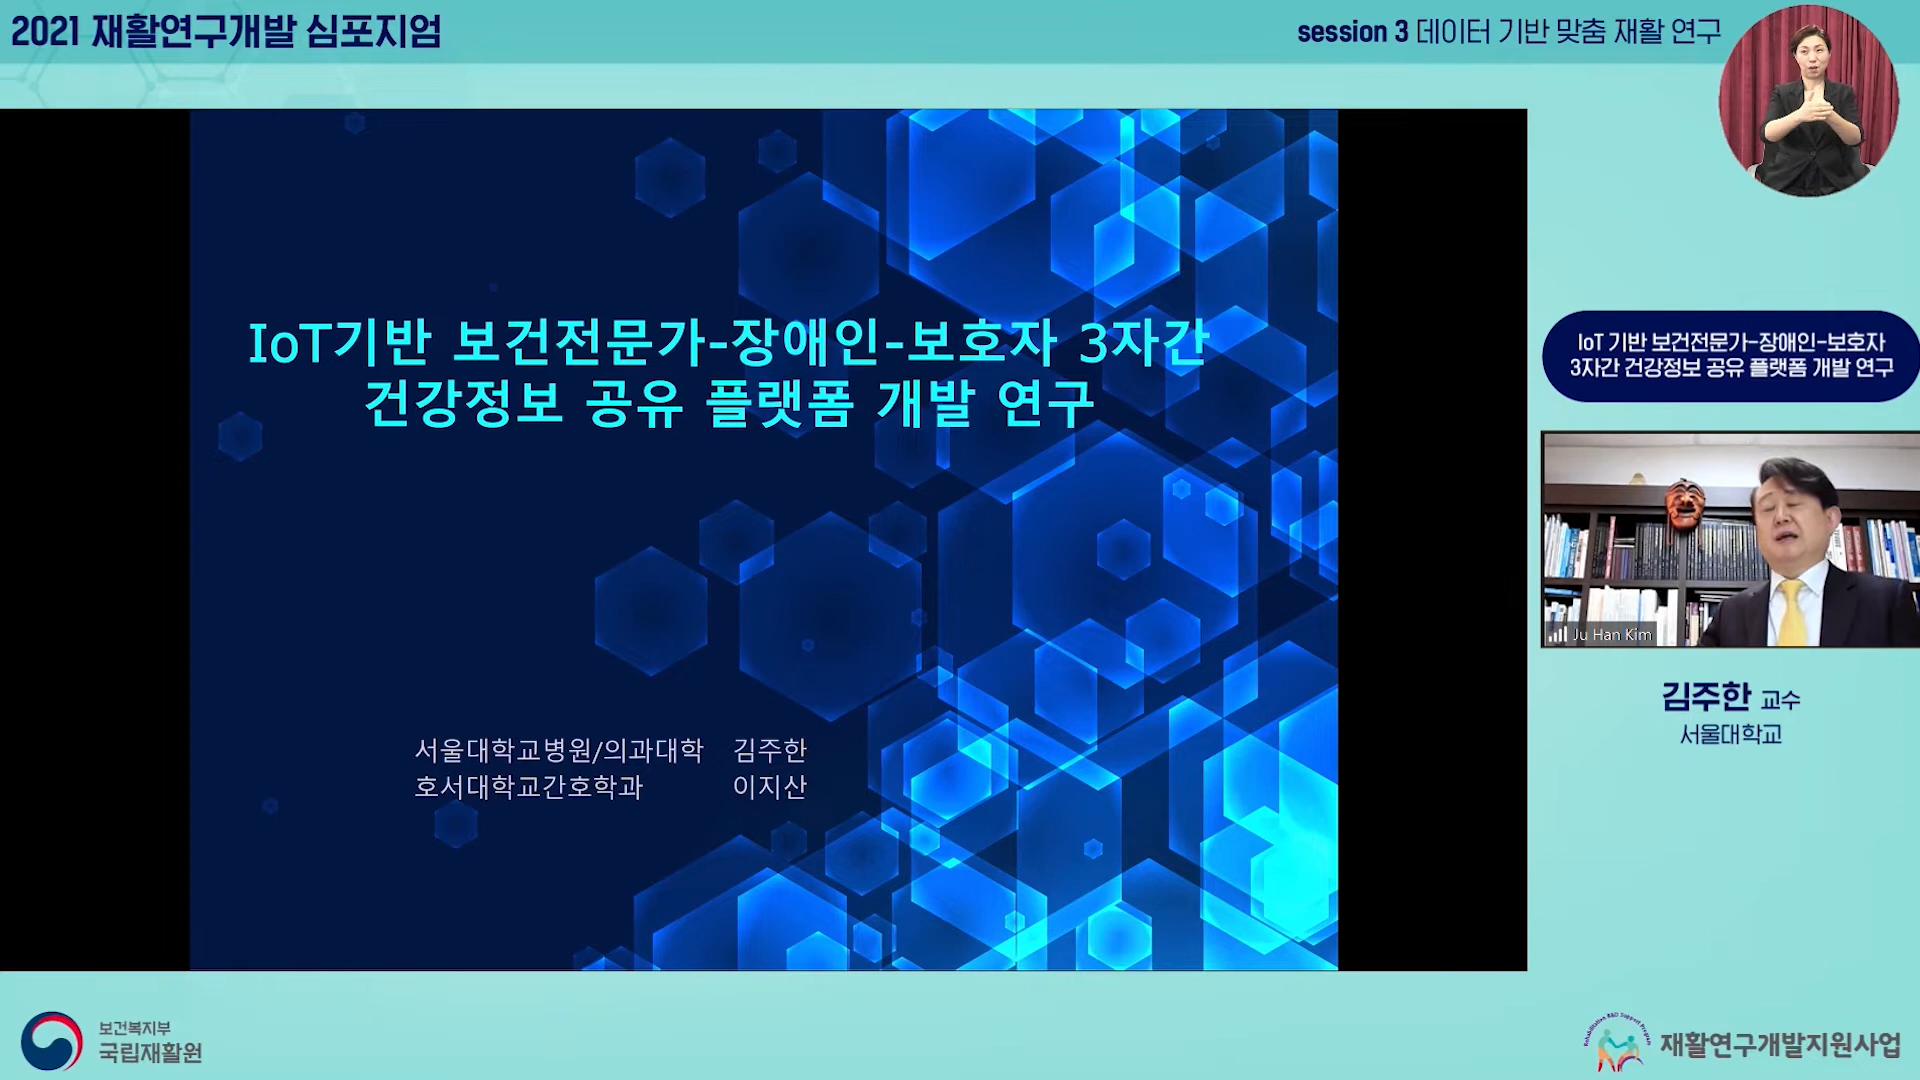 2021 재활연구개발 심포지엄
session 3 데이터 기반 맞춤 재활 연구
IoT기반 보건전문가-장애인-보호자 3자간
건강정보 공유 플랫폼 개발 연구
서울대학교병원/의과대학 김주한
호서대학교간호학과 이지산
IoT 기반 보건전문가-장애인-보호자
3자간 건강정보 공유 플랫폼 개발 연구
Ju Han Kim
김주한 교수
서울대학교
보건복지부
국립재활원
Rehabilitation R&D Support Program
재활연구개발지원사업